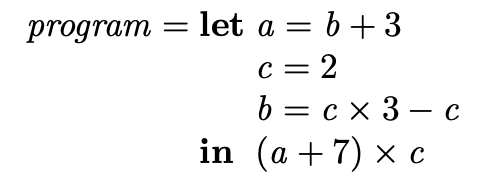 program = let a = b + 3
c = 2
b = c × 3 − c
in (a + 7) × c